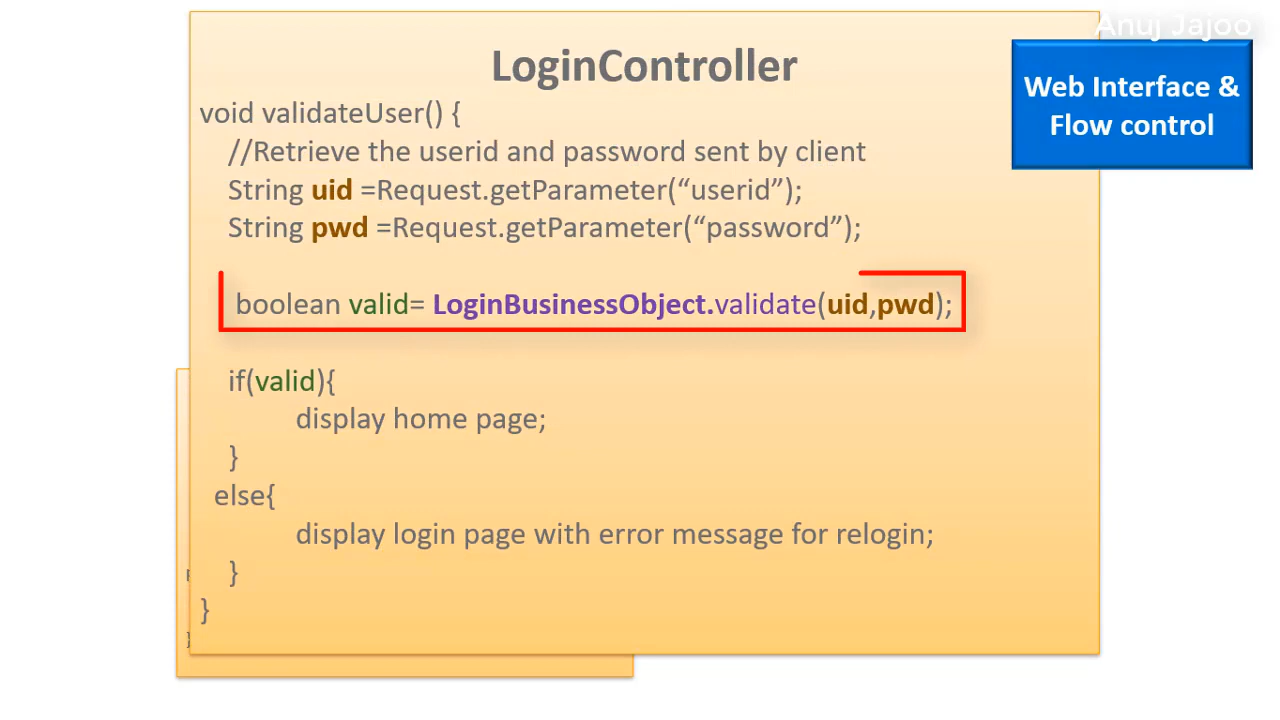 Anuj Jajoo
LoginController
Web Interface &
Flow control
void validateUser() {
//Retrieve the userid and password sent by client
String uid =Request.getParameter(“userid”);
String pwd =Request.getParameter(“password”);
boolean valid= LoginBusinessObject.validate(uid,pwd);
if(valid){
display home page;
}
else{
display login page with error message for relogin;
}
}